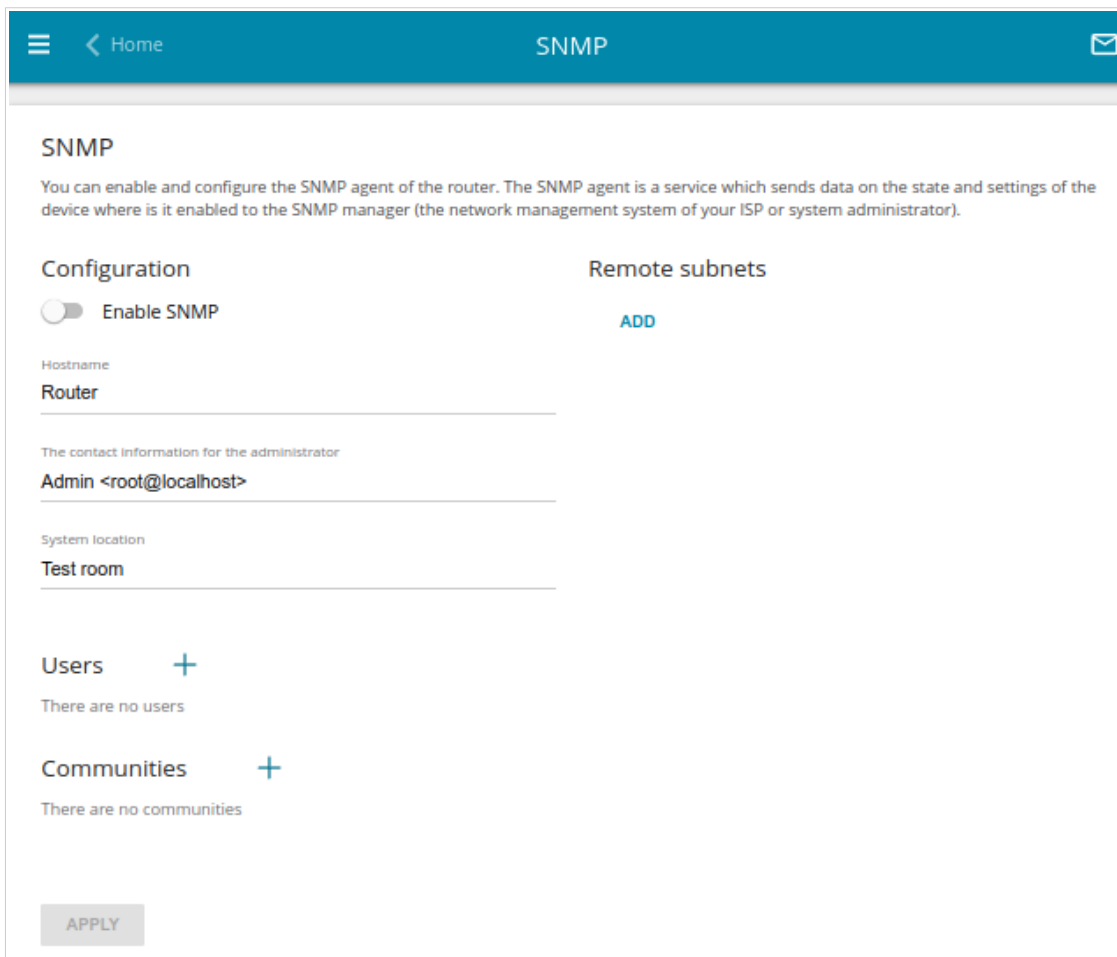 Home
SNMP
SNMP
You can enable and configure the SNMP agent of the router. The SNMP agent is a service which sends data on the state and settings of the
device where is it enabled to the SNMP manager (the network management system of your ISP or system administrator).
Configuration
Enable SNMP
Hostname
Router
The contact information for the administrator
Admin <root@localhost>
System location
Test room
Users
There are no users
Communities
There are no communities
Remote subnets
ADD
APPLY